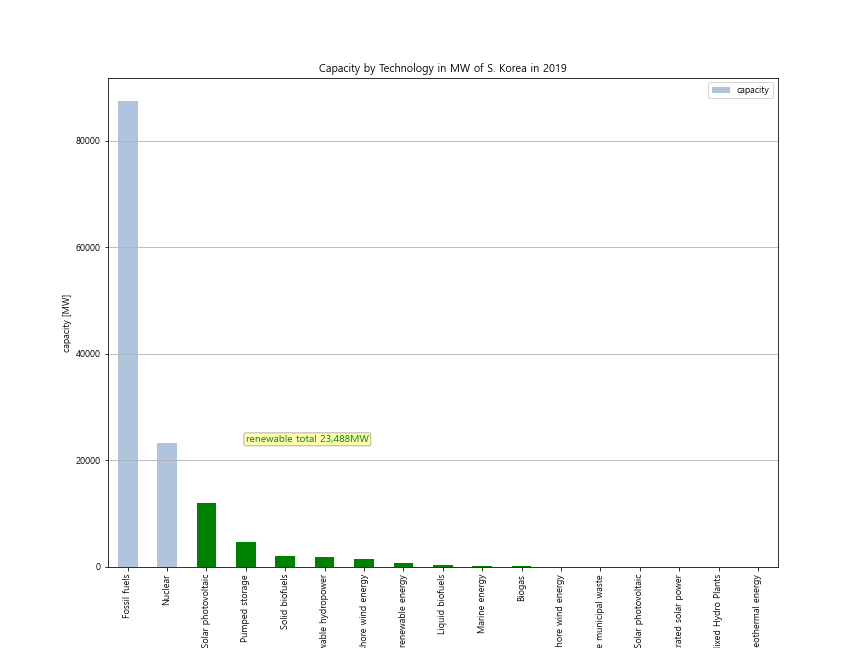 Capacity by Technology in MW of S. Korea in 2019
capacity
80000
60000
40000
20000
0
capacity [MW]
renewable total 23,488MW
Fossil fuels
Nuclear
Solar photovoltaic
Pumped storage
Solid biofuels
wable hydropower
hore wind energy
renewable energy
Liquid biofuels
Marine energy
Biogas
hore wind energy
e municipal waste
Solar photovoltaic
rated solar power
lixed Hydro Plants
eothermal energy